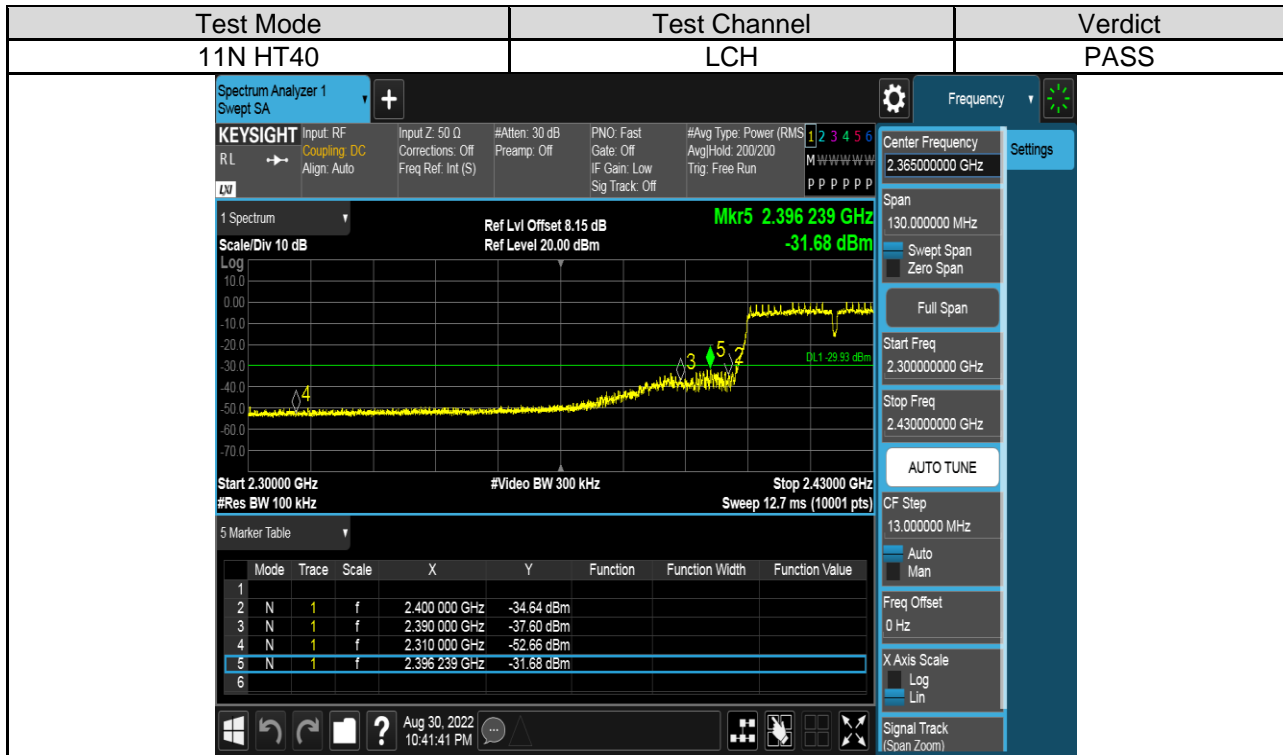 Test Mode Test Channel Verdict
11N HT40 LCH PASS
Spectrum Analyzer 1
Swept SA
+
Frequency
KEYSIGHT
RL
LXI
Input: RF
Coupling: DC
Align: Auto
Input Z: 50 Ω
Corrections: Off
Freq Ref: Int (S)
#Atten: 30 dB
Preamp: Off
PNO: Fast
Gate: Off
IF Gain: Low
Sig Track: Off
#Avg Type: Power (RMS
Avg|Hold: 200/200
Trig: Free Run
1 2 3 4 5 6
M W W W W W
P P P P P P
Center Frequency
2.365000000 GHz
Settings
Span
130.000000 MHz
Swept Span
Zero Span
Full Span
Start Freq
2.300000000 GHz
Stop Freq
2.430000000 GHz
AUTO TUNE
CF Step
13.000000 MHz
Auto
Man
Freq Offset
0 Hz
X Axis Scale
Log
Lin
Signal Track
(Span Zoom)
1 Spectrum
Scale/Div 10 dB
Ref Lvl Offset 8.15 dB
Ref Level 20.00 dBm
Mkr5 2.396 239 GHz
-31.68 dBm
Log
10.0
0.00
-10.0
-20.0
-30.0
-40.0
-50.0
-60.0
-70.0
4
3
5
2
DL1 -29.93 dBm
Start 2.30000 GHz #Video BW 300 kHz Stop 2.43000 GHz
#Res BW 100 kHz Sweep 12.7 ms (10001 pts)
5 Marker Table
Mode Trace Scale X Y Function Function Width Function Value
1
2 N 1 f 2.400 000 GHz -34.64 dBm
3 N 1 f 2.390 000 GHz -37.60 dBm
4 N 1 f 2.310 000 GHz -52.66 dBm
5 N 1 f 2.396 239 GHz -31.68 dBm
6
?
Aug 30, 2022
10:41:41 PM